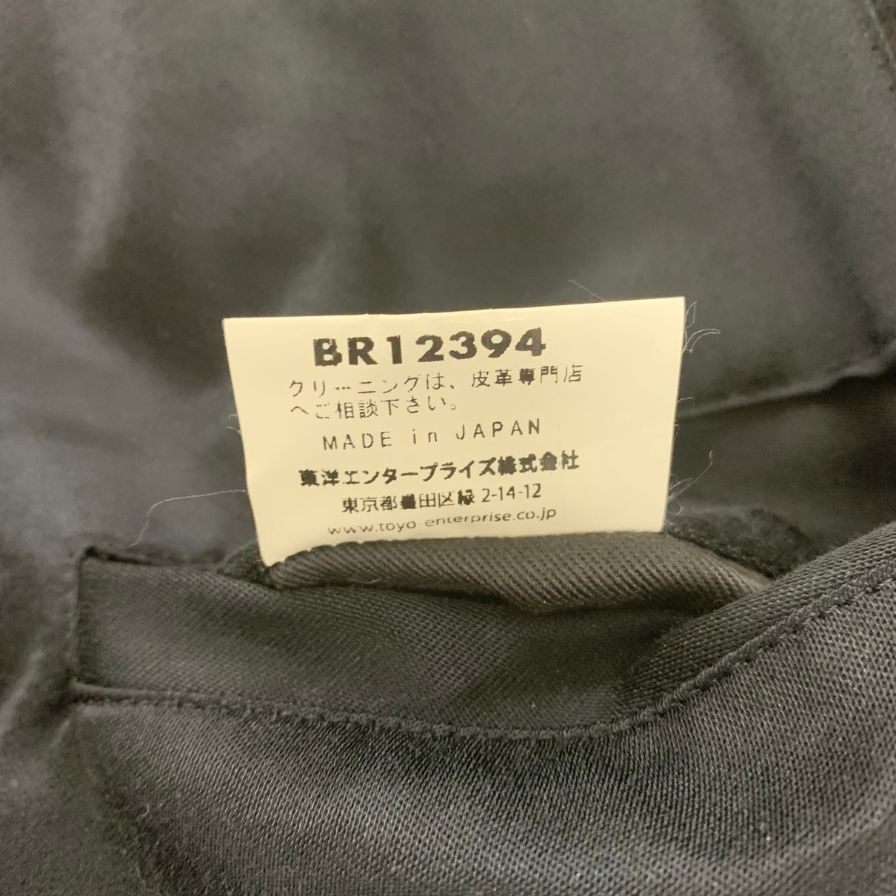 BR12394
クリーニングは、皮革専門店
へご相談下さい。
MADE in JAPAN
東洋エンタープライズ株式会社
東京都墨田区緑 2-14-12
www.toyo-enterprise.co.jp